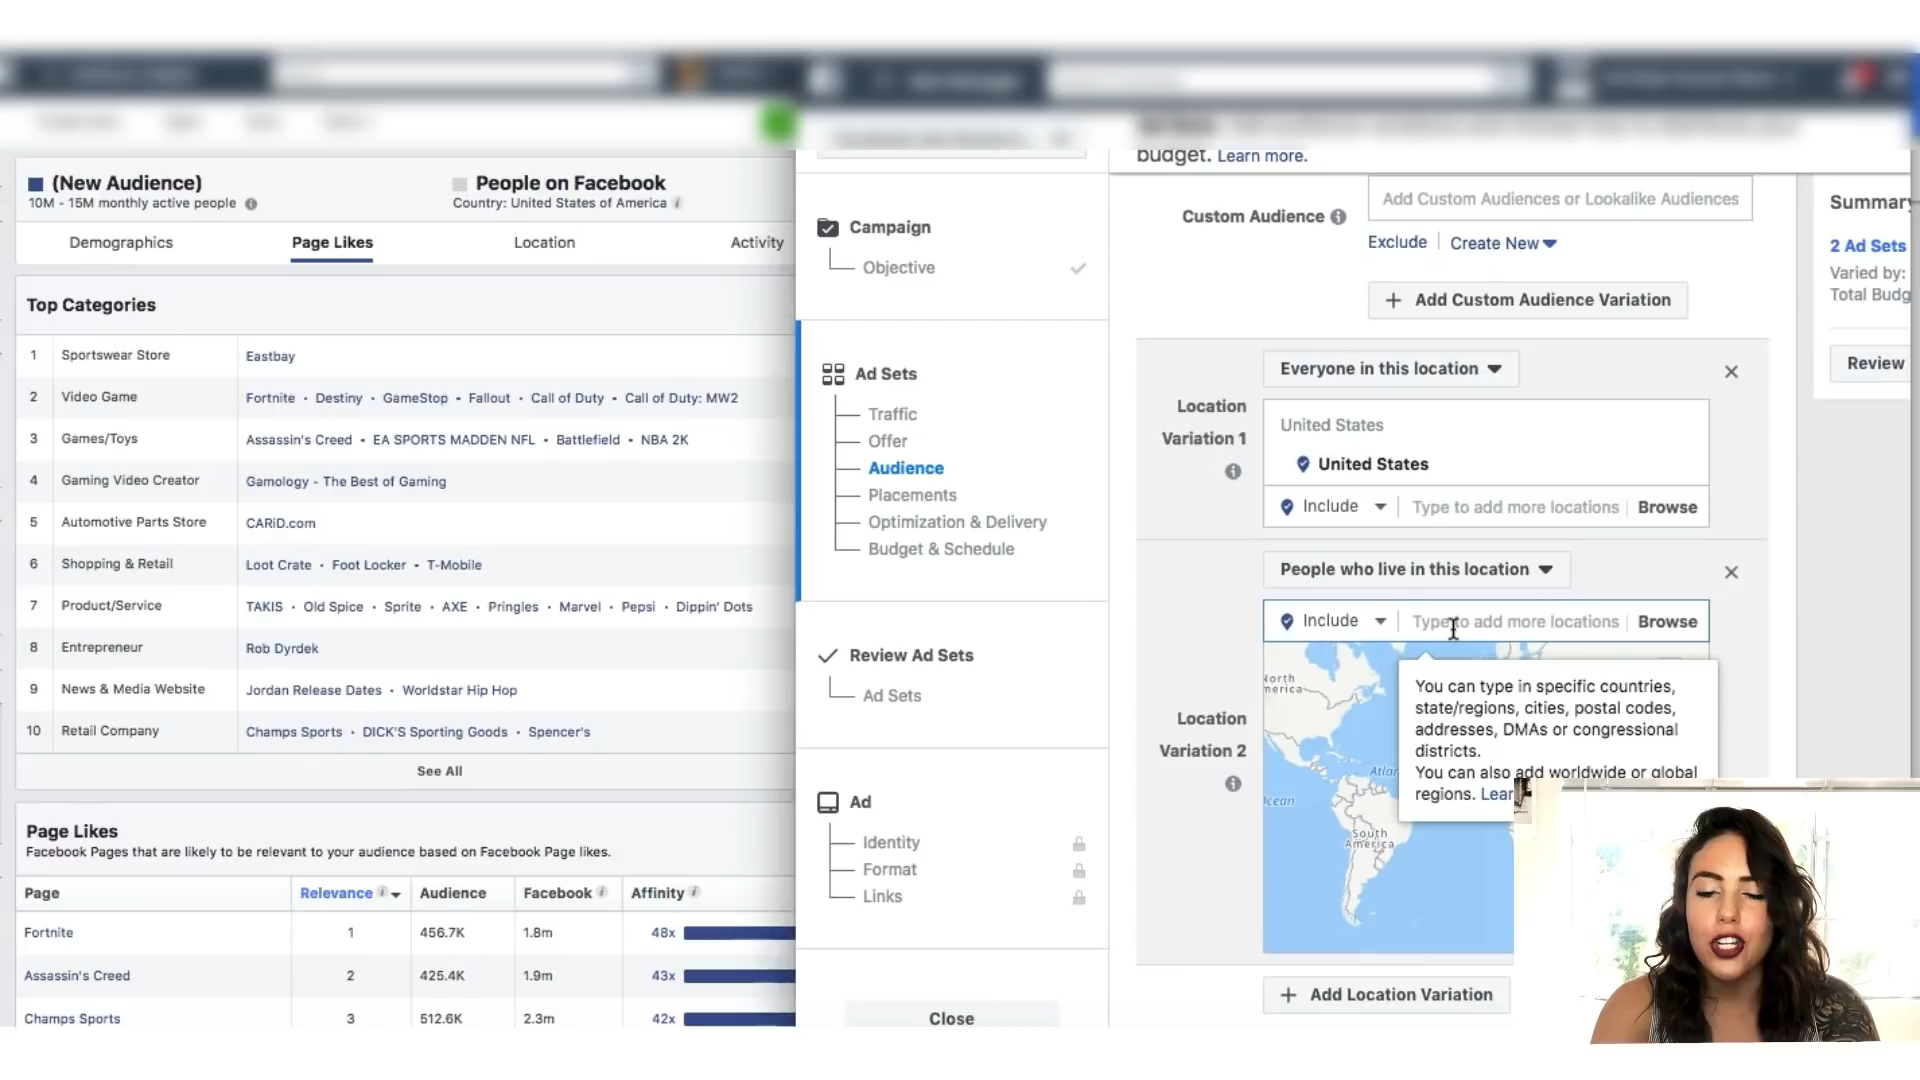 (New Audience)
10M - 15M monthly active people
People on Facebook
Country: United States of America
Demographics
Page Likes
Location
Activity
Top Categories
1 Sportswear Store Eastbay
2 Video Game Fortnite • Destiny • GameStop • Fallout • Call of Duty • Call of Duty: MW2
3 Games/Toys Assassin's Creed • EA SPORTS MADDEN NFL • Battlefield • NBA 2K
4 Gaming Video Creator Gamology - The Best of Gaming
5 Automotive Parts Store CARiD.com
6 Shopping & Retail Loot Crate • Foot Locker • T-Mobile
7 Product/Service TAKIS • Old Spice • Sprite • AXE • Pringles • Marvel • Pepsi • Dippin' Dots
8 Entrepreneur Rob Dyrdek
9 News & Media Website Jordan Release Dates • Worldstar Hip Hop
10 Retail Company Champs Sports • DICK'S Sporting Goods • Spencer's
See All
Page Likes
Facebook Pages that are likely to be relevant to your audience based on Facebook Page likes.
Page Relevance Audience Facebook Affinity
Fortnite 1 456.7K 1.8m 48x
Assassin's Creed 2 425.4K 1.9m 43x
Champs Sports 3 512.6K 2.3m 42x
Campaign
Objective
Ad Sets
Traffic
Offer
Audience
Placements
Optimization & Delivery
Budget & Schedule
Review Ad Sets
Ad Sets
Ad
Identity
Format
Links
Close
budget. Learn more.
Custom Audience
Add Custom Audiences or Lookalike Audiences
Exclude
Create New
+ Add Custom Audience Variation
Everyone in this location
Location
Variation 1
United States
United States
Include
Type to add more locations
Browse
People who live in this location
Include
Type to add more locations
Browse
Location
Variation 2
North
merica
Atlan
cean
South
America
You can type in specific countries,
state/regions, cities, postal codes,
addresses, DMAs or congressional
districts.
You can also add worldwide or global
regions. Lear
+ Add Location Variation
Summary
2 Ad Sets
Varied by:
Total Budg
Review